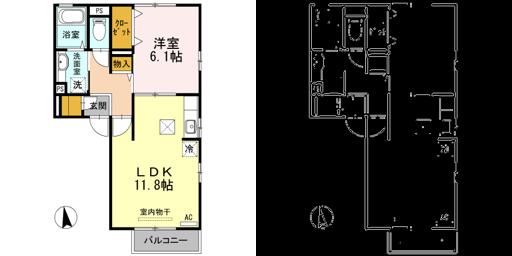 PS
浴室
クロー
ゼット
洋室
6.1帖
洗面室
物入
洗
PS
玄関
冷
LDK
11.8帖
室内物干
AC
バルコニー